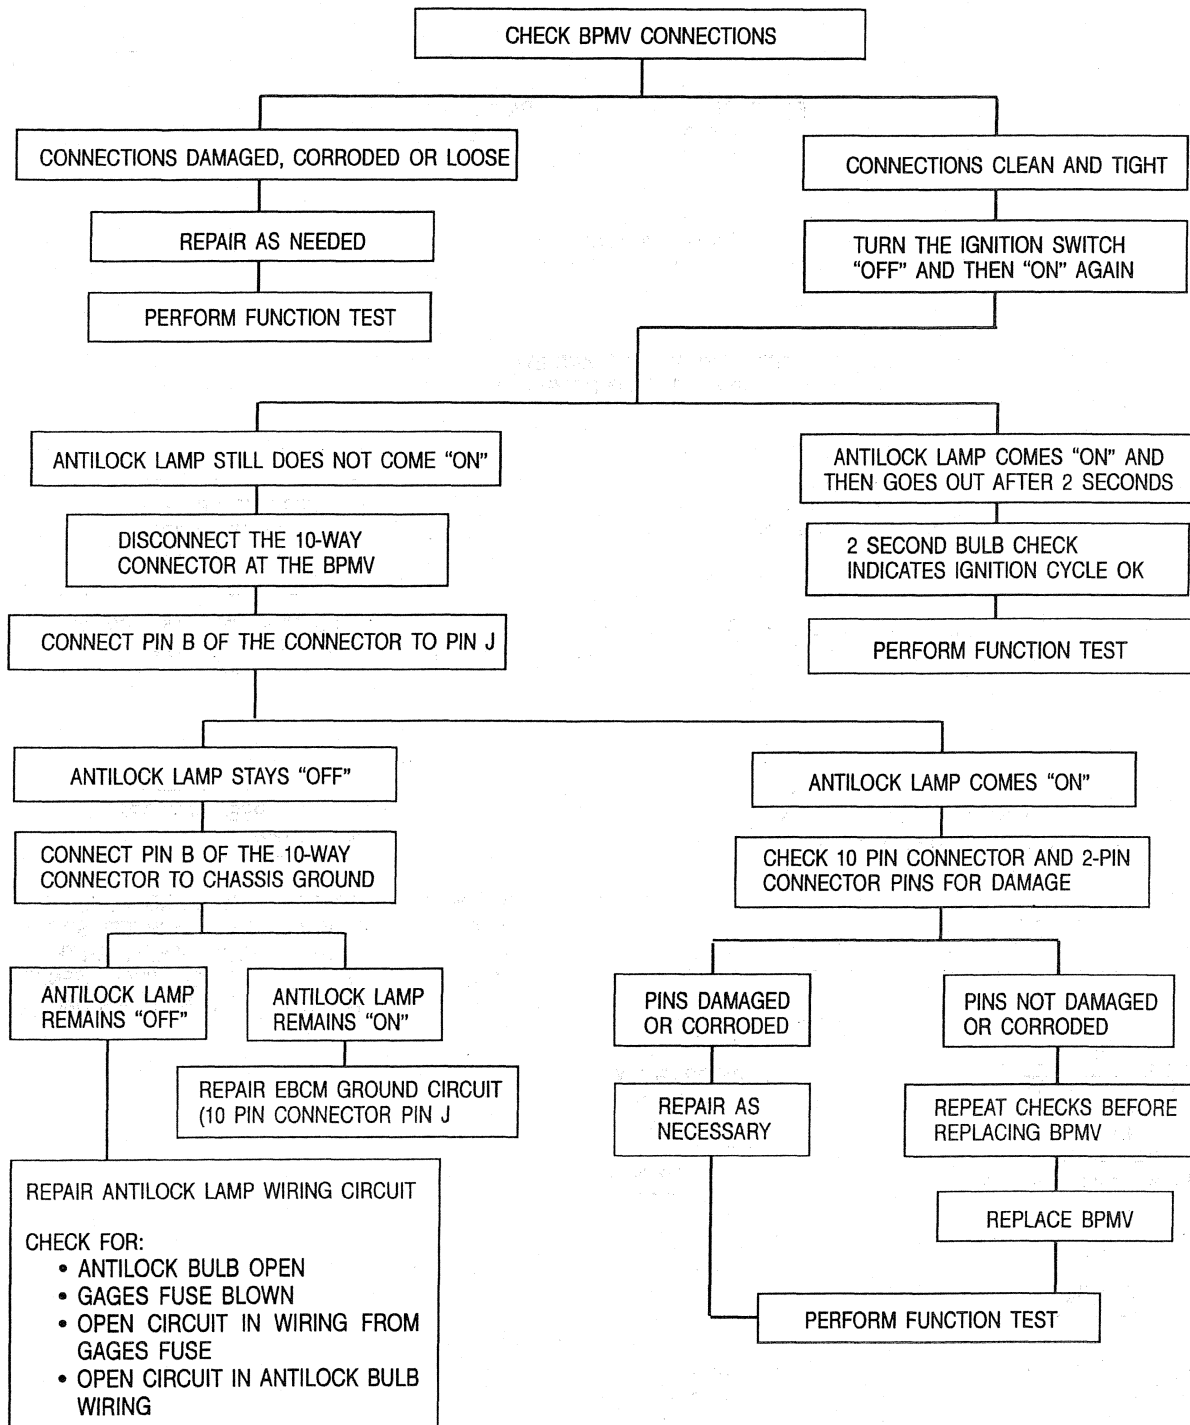 CHECK BPMV CONNECTIONS
CONNECTIONS DAMAGED, CORRODED OR LOOSE
CONNECTIONS CLEAN AND TIGHT
REPAIR AS NEEDED
TURN THE IGNITION SWITCH
“OFF” AND THEN “ON” AGAIN
PERFORM FUNCTION TEST
ANTILOCK LAMP STILL DOES NOT COME “ON”
ANTILOCK LAMP COMES “ON” AND
THEN GOES OUT AFTER 2 SECONDS
DISCONNECT THE 10-WAY
CONNECTOR AT THE BPMV
2 SECOND BULB CHECK
INDICATES IGNITION CYCLE OK
CONNECT PIN B OF THE CONNECTOR TO PIN J
PERFORM FUNCTION TEST
ANTILOCK LAMP STAYS “OFF”
ANTILOCK LAMP COMES “ON”
CONNECT PIN B OF THE 10-WAY
CONNECTOR TO CHASSIS GROUND
CHECK 10 PIN CONNECTOR AND 2-PIN
CONNECTOR PINS FOR DAMAGE
ANTILOCK LAMP
REMAINS “OFF”
ANTILOCK LAMP
REMAINS “ON”
PINS DAMAGED
OR CORRODED
PINS NOT DAMAGED
OR CORRODED
REPAIR EBCM GROUND CIRCUIT
(10 PIN CONNECTOR PIN J
REPAIR AS
NECESSARY
REPEAT CHECKS BEFORE
REPLACING BPMV
REPAIR ANTILOCK LAMP WIRING CIRCUIT
CHECK FOR:
• ANTILOCK BULB OPEN
• GAGES FUSE BLOWN
• OPEN CIRCUIT IN WIRING FROM
GAGES FUSE
• OPEN CIRCUIT IN ANTILOCK BULB
WIRING
REPLACE BPMV
PERFORM FUNCTION TEST